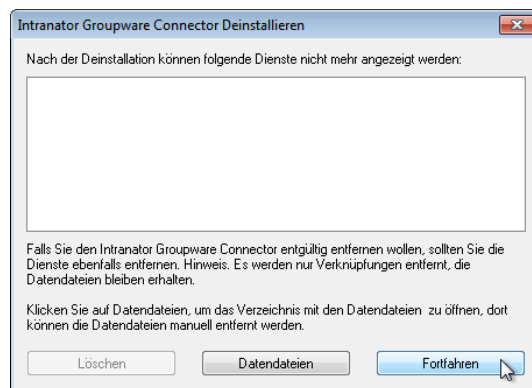 Intranator Groupware Connector Deinstallieren
Nach der Deinstallation können folgende Dienste nicht mehr angezeigt werden:
Falls Sie den Intranator Groupware Connector entgültig entfernen wollen, sollten Sie die
Dienste ebenfalls entfernen. Hinweis. Es werden nur Verknüpfungen entfernt, die
Datendateien bleiben erhalten.
Klicken Sie auf Datendateien, um das Verzeichnis mit den Datendateien zu öffnen, dort
können die Datendateien manuell entfernt werden.
Löschen
Datendateien
Fortfahren